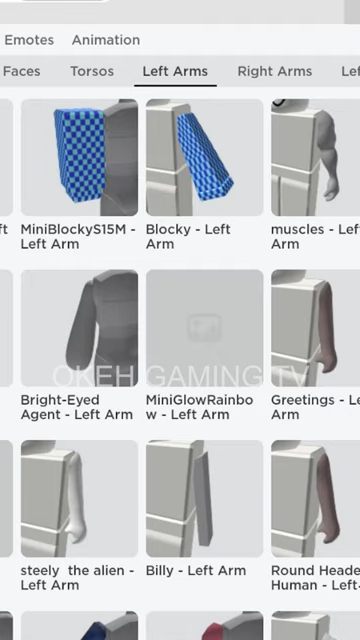 Emotes Animation
Faces Torsos Left Arms Right Arms Lef
ft MiniBlockyS15M - Blocky - Left muscles - Left
Left Arm Arm Arm
OKEH GAMING TV
Bright-Eyed MiniGlowRainbo Greetings - Le
Agent - Left Arm w - Left Arm Arm
steely the alien - Billy - Left Arm Round Heade
Left Arm Human - Left